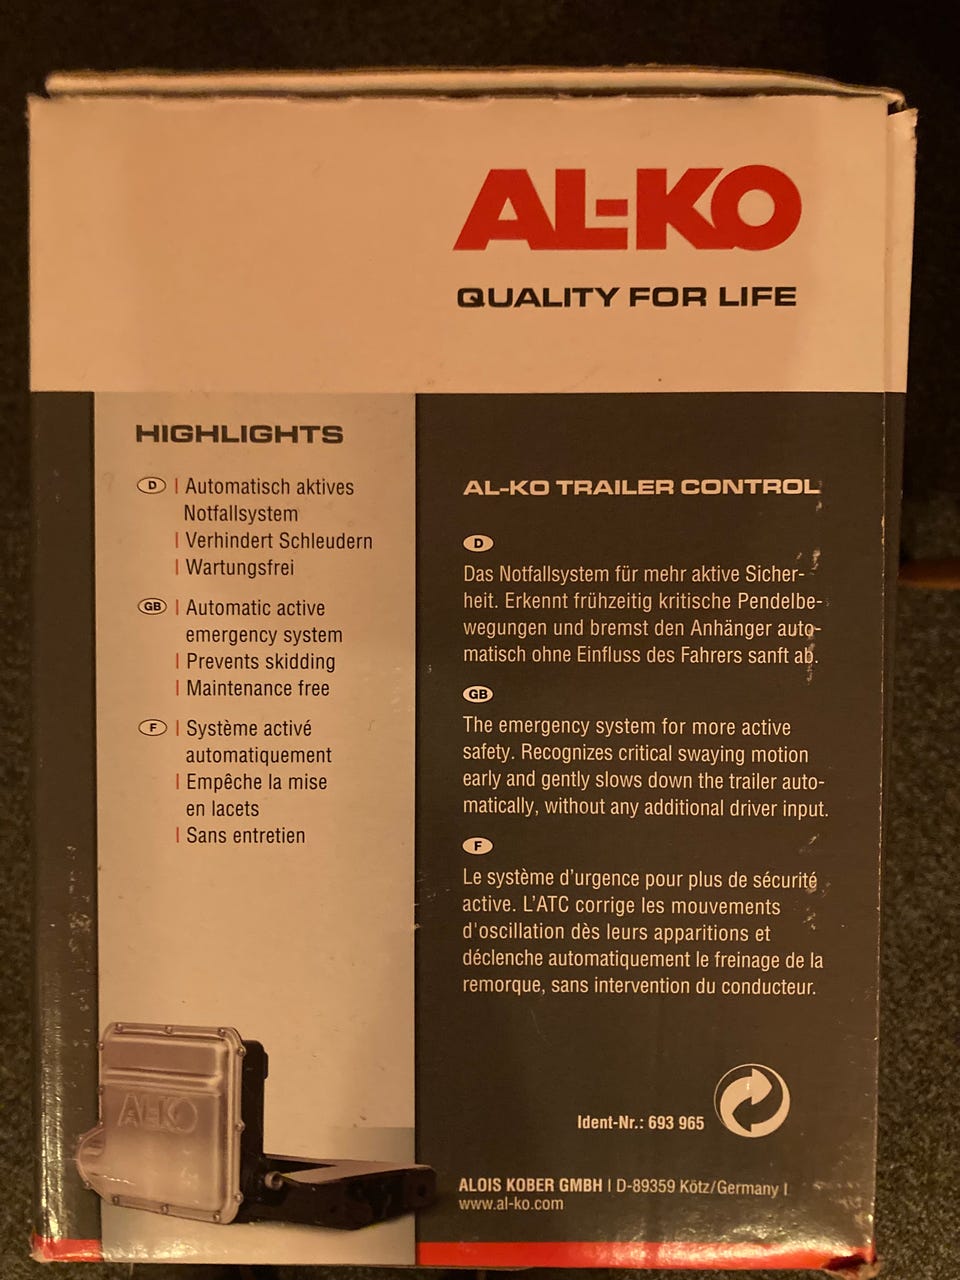 AL-KO
QUALITY FOR LIFE
HIGHLIGHTS
D | Automatisch aktives
Notfallsystem
| Verhindert Schleudern
| Wartungsfrei
GB | Automatic active
emergency system
| Prevents skidding
| Maintenance free
F | Système activé
automatiquement
| Empêche la mise
en lacets
| Sans entretien
AL-KO
AL-KO TRAILER CONTROL
D
Das Notfallsystem für mehr aktive Sicher-
heit. Erkennt frühzeitig kritische Pendelbe-
wegungen und bremst den Anhänger auto-
matisch ohne Einfluss des Fahrers sanft ab.
GB
The emergency system for more active
safety. Recognizes critical swaying motion
early and gently slows down the trailer auto-
matically, without any additional driver input.
F
Le système d'urgence pour plus de sécurité
active. L'ATC corrige les mouvements
d'oscillation dès leurs apparitions et
déclenche automatiquement le freinage de la
remorque, sans intervention du conducteur.
Ident-Nr.: 693 965
ALOIS KOBER GMBH | D-89359 Kötz/Germany |
www.al-ko.com